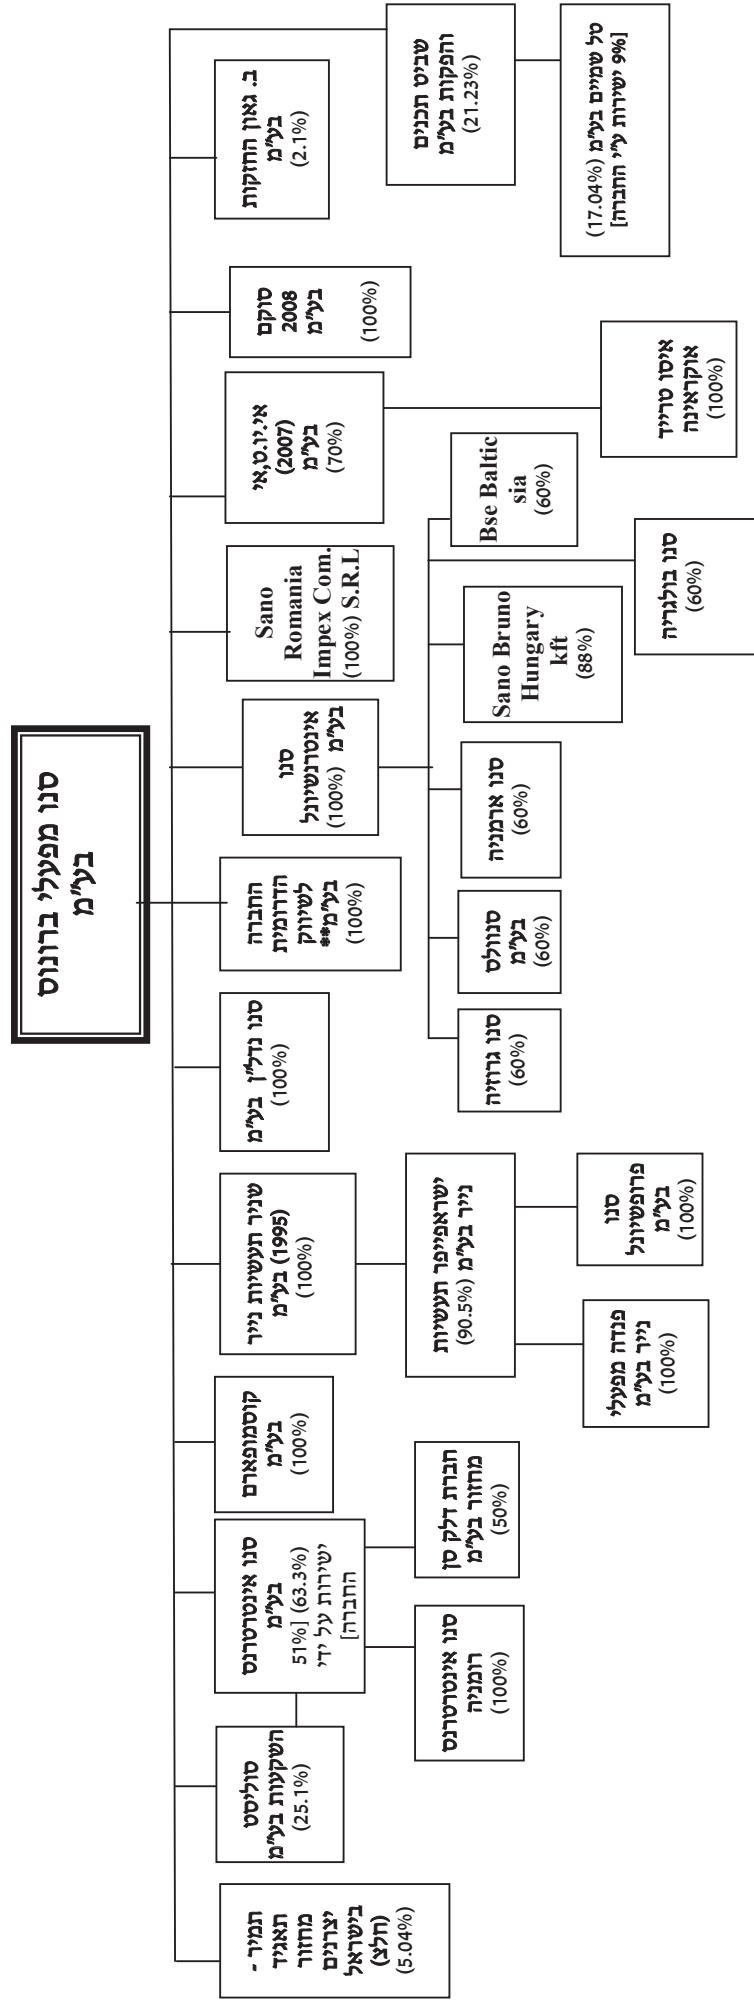 סנו מפעלי ברונוס
בע"מ
ב. גאון החזקות
בע"מ
(2.1%)
שביט תכנים
והפקות בע"מ
(21.23%)
טל שמיים בע"מ (17.04%)
[9% ישירות ע"י החברה]
סוקם
2008
בע"מ
(100%)
אי.יו.ט,אי
(2007)
בע"מ
(70%)
איסו טרייד
אוקראינה
(100%)
Sano
Romania
Impex Com.
(100%) S.R.L
סנו
אינטרנשיונל
בע"מ (100%)
Bse Baltic
sia
(60%)
סנו בולגריה
(60%)
Sano Bruno
Hungary
kft
(88%)
סנו ארמניה
(60%)
סנוולס
בע"מ
(60%)
סנו גרוזיה
(60%)
החברה
הדרומית
לשיווק
בע"מ**
(100%)
סנו נדל"ן בע"מ
(100%)
שניר תעשיות נייר
(1995) בע"מ
(100%)
ישראפייפר תעשיות
נייר בע"מ (90.5%)
סנו
פרופשיונל
בע"מ
(100%)
פנדה מפעלי
נייר בע"מ
(100%)
קוסמופארם
בע"מ
(100%)
סנו אינטרטרנס
בע"מ
(63.3%) [51%
ישירות על ידי
החברה]
חברת דלק סן
מחזור בע"מ
(50%)
סנו אינטרטרנס
רומניה
(100%)
סוליסט
השקעות בע"מ
(25.1%)
תמיר -
תאגיד
מחזור
יצרנים
בישראל
(חלצ)
(5.04%)